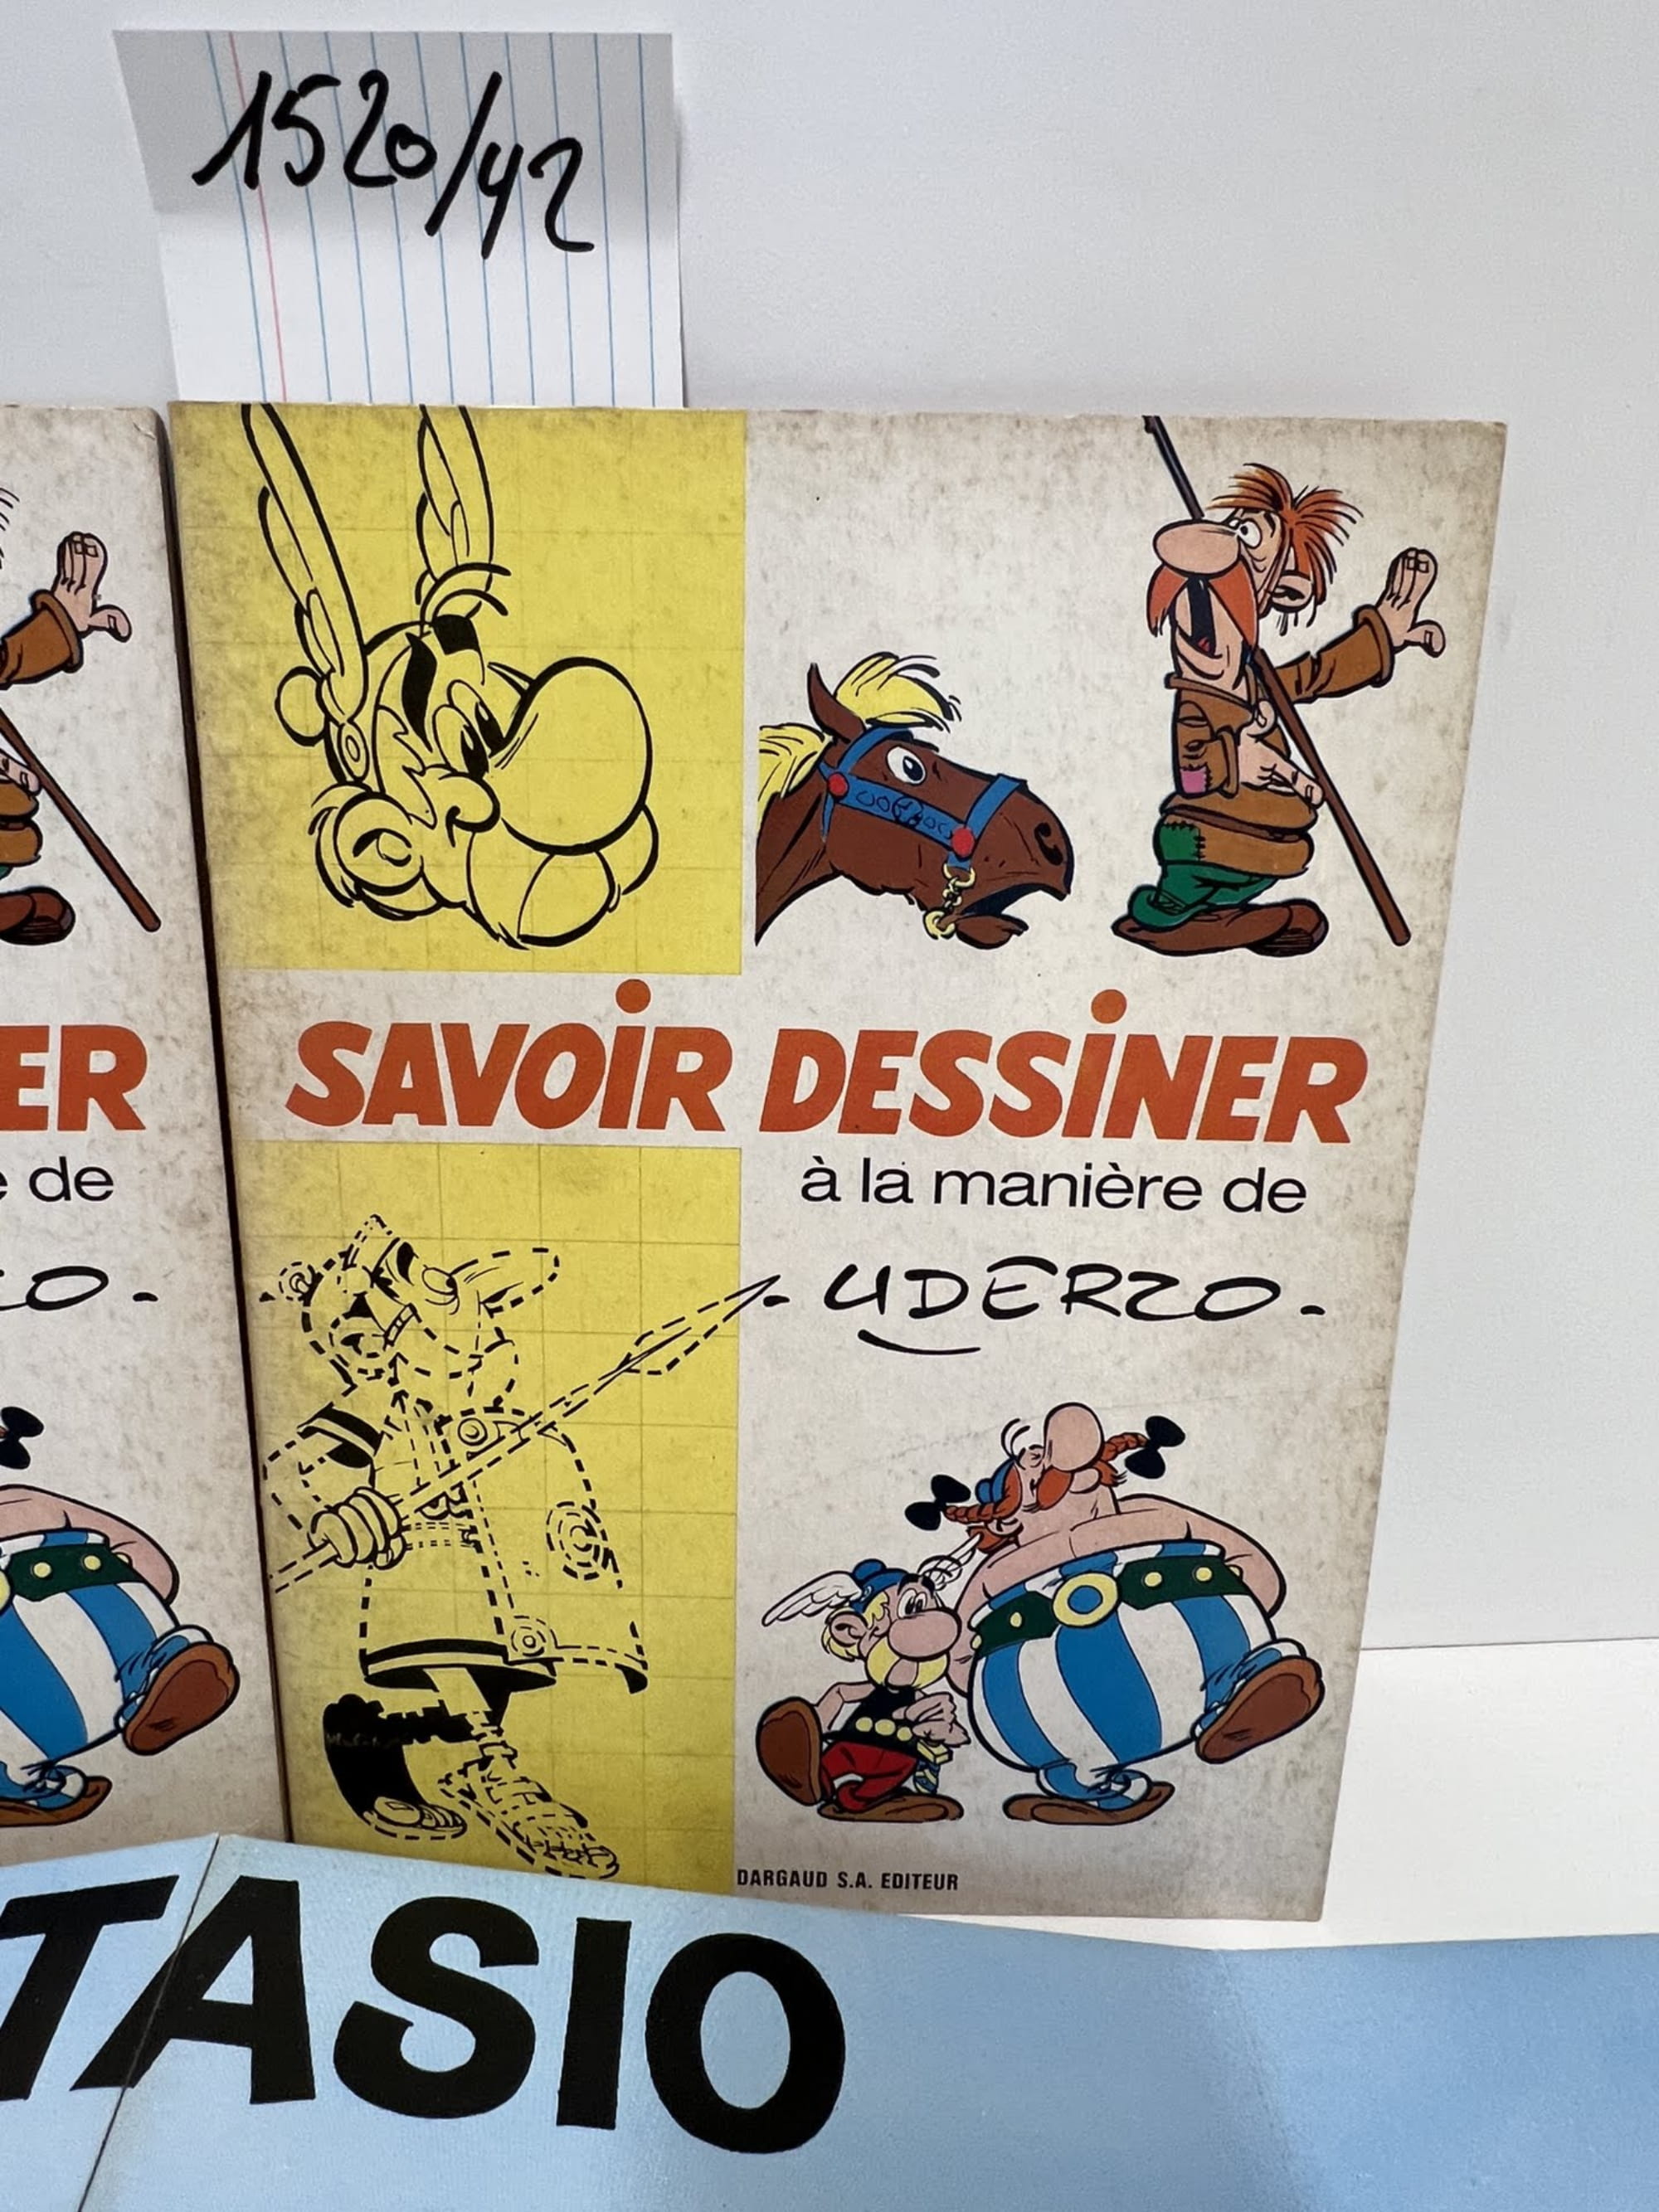 1520/42
SAVOIR DESSINER
à la manière de
- UDERZO -
DARGAUD S.A. EDITEUR
ER
de
TASIO